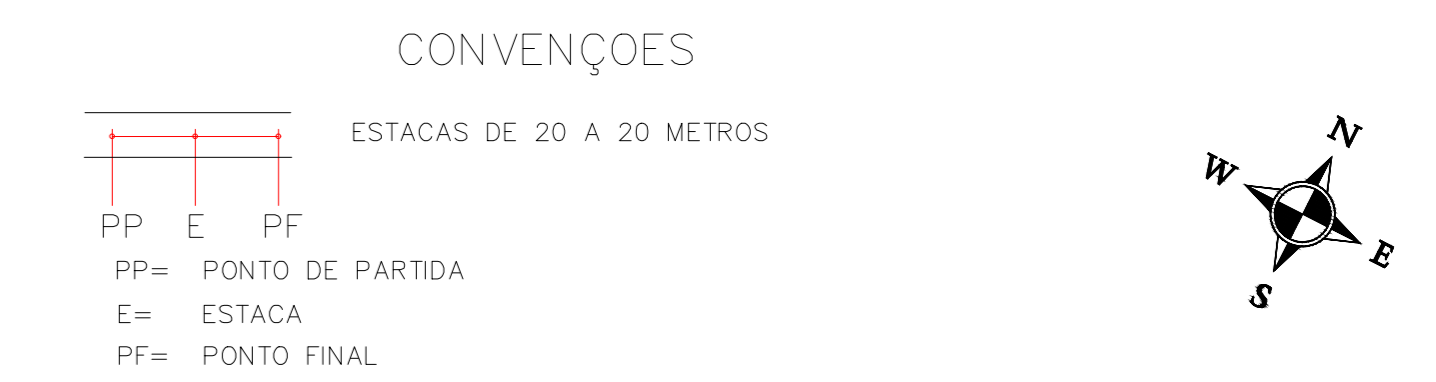 CONVENÇOES
ESTACAS DE 20 A 20 METROS
PP E PF
PP= PONTO DE PARTIDA
E= ESTACA
PF= PONTO FINAL
N
W
E
S